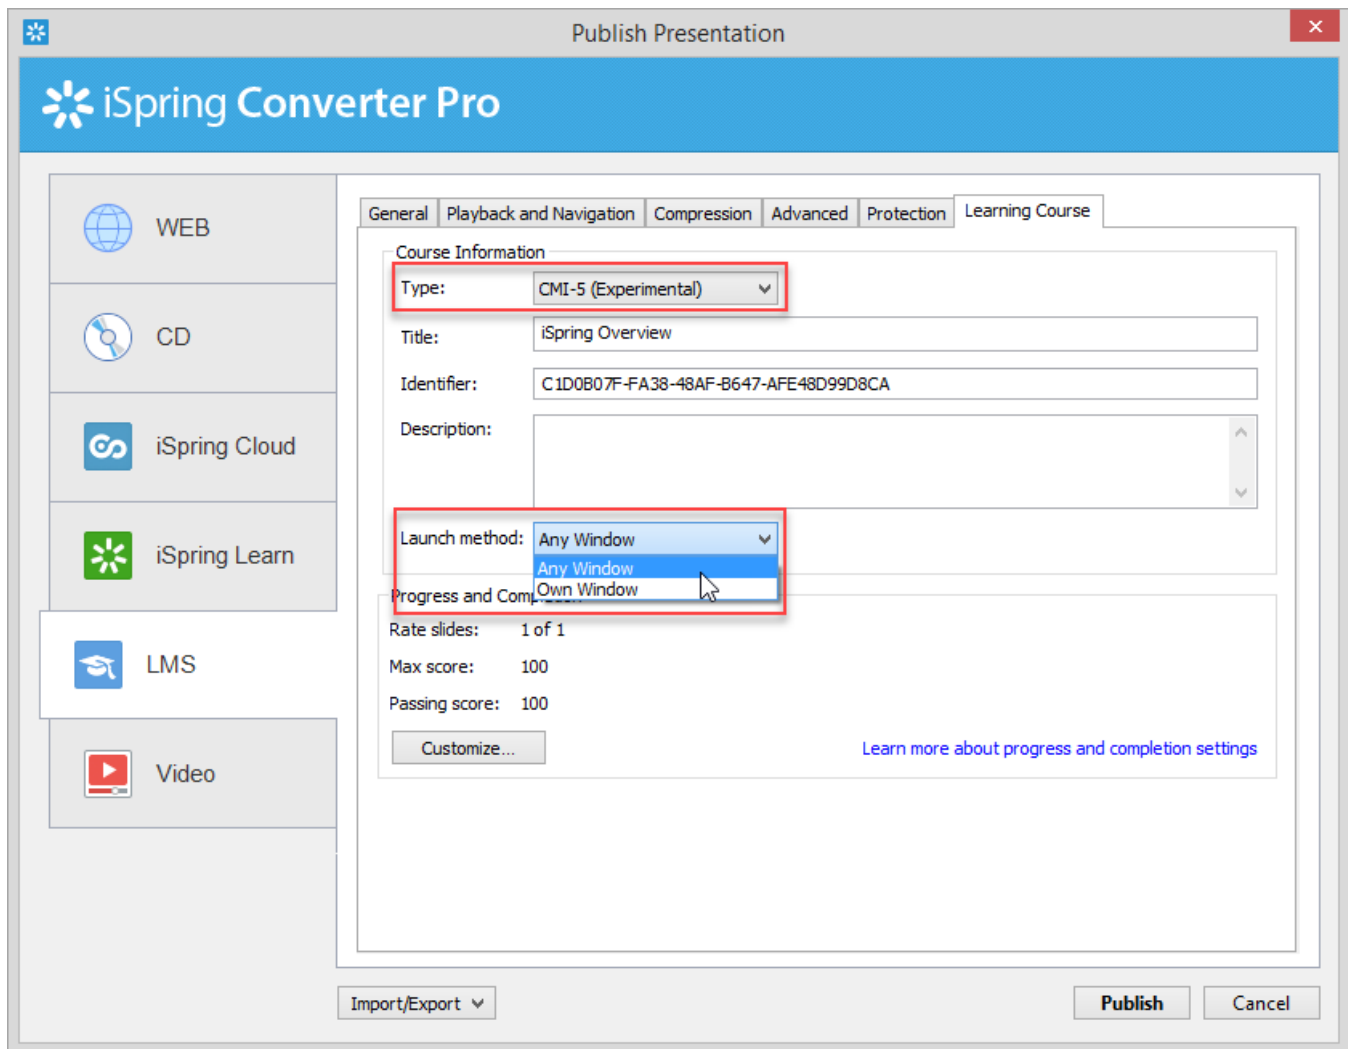 Publish Presentation
iSpring Converter Pro
WEB
CD
iSpring Cloud
iSpring Learn
LMS
Video
General Playback and Navigation Compression Advanced Protection Learning Course
Course Information
Type: CMI-5 (Experimental)
Title: iSpring Overview
Identifier: C1D0B07F-FA38-48AF-B647-AFE48D99D8CA
Description:
Launch method: Any Window
Any Window
Own Window
Progress and
Rate slides: 1 of 1
Max score: 100
Passing score: 100
Customize...
Learn more about progress and completion settings
Import/Export
Publish Cancel